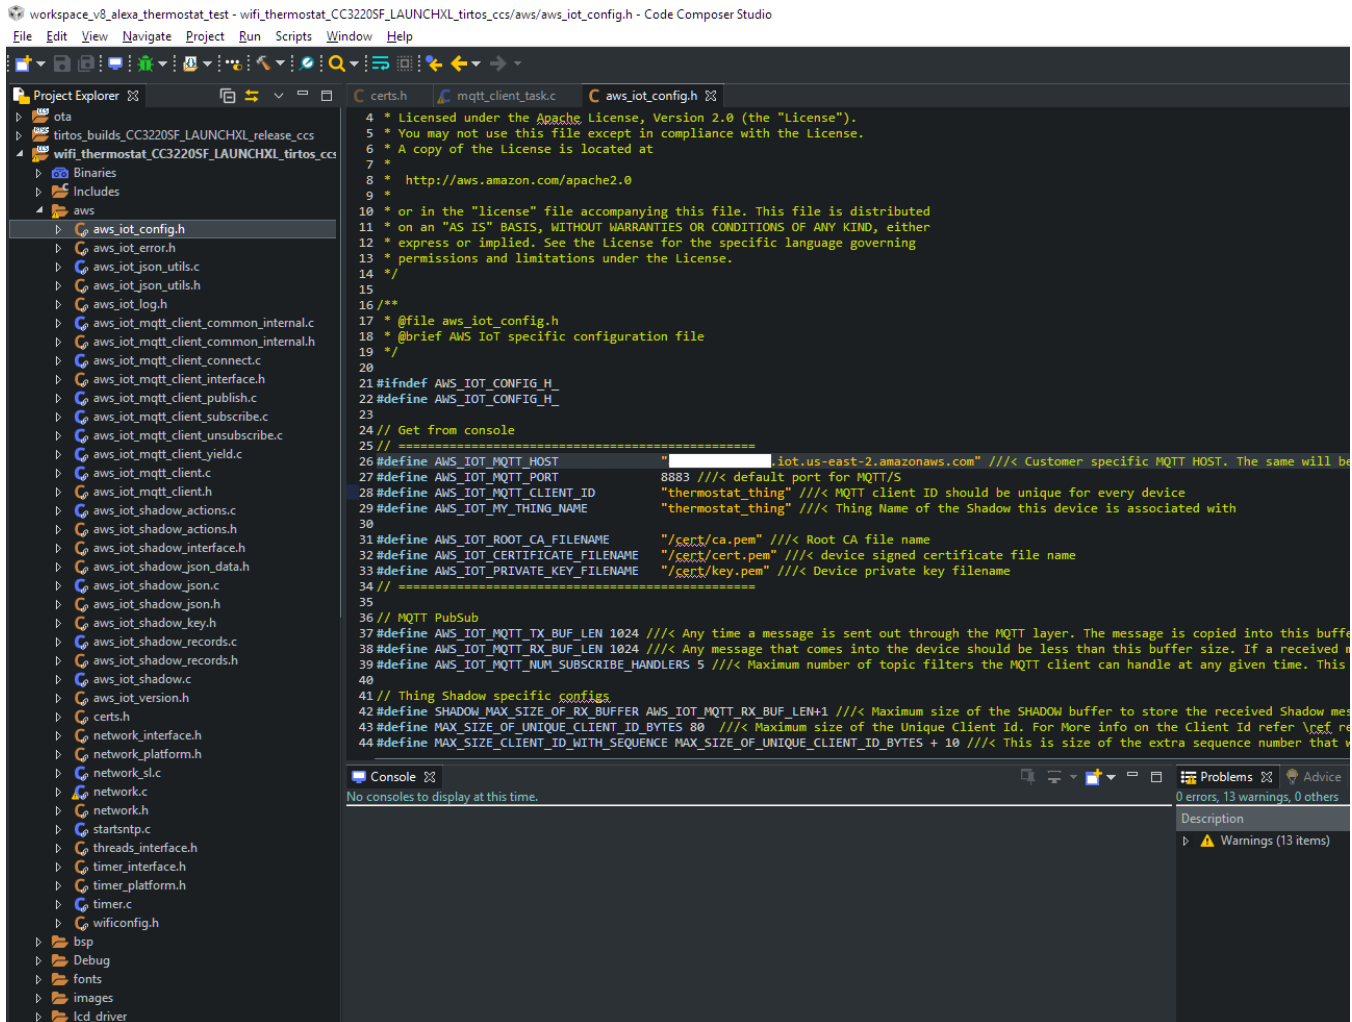 workspace_v8_alexa_thermostat_test - wifi_thermostat_CC3220SF_LAUNCHXL_tirtos_ccs/aws/aws_iot_config.h - Code Composer Studio
File Edit View Navigate Project Run Scripts Window Help
Project Explorer
ota
tirtos_builds_CC3220SF_LAUNCHXL_release_ccs
wifi_thermostat_CC3220SF_LAUNCHXL_tirtos_ccs
Binaries
Includes
aws
aws_iot_config.h
aws_iot_error.h
aws_iot_json_utils.c
aws_iot_json_utils.h
aws_iot_log.h
aws_iot_mqtt_client_common_internal.c
aws_iot_mqtt_client_common_internal.h
aws_iot_mqtt_client_connect.c
aws_iot_mqtt_client_interface.h
aws_iot_mqtt_client_publish.c
aws_iot_mqtt_client_subscribe.c
aws_iot_mqtt_client_unsubscribe.c
aws_iot_mqtt_client_yield.c
aws_iot_mqtt_client.c
aws_iot_mqtt_client.h
aws_iot_shadow_actions.c
aws_iot_shadow_actions.h
aws_iot_shadow_interface.h
aws_iot_shadow_json_data.h
aws_iot_shadow_json.c
aws_iot_shadow_json.h
aws_iot_shadow_key.h
aws_iot_shadow_records.c
aws_iot_shadow_records.h
aws_iot_shadow.c
aws_iot_version.h
certs.h
network_interface.h
network_platform.h
network_sl.c
network.c
network.h
startsntp.c
threads_interface.h
timer_interface.h
timer_platform.h
timer.c
wificonfig.h
bsp
Debug
fonts
images
lcd_driver
certs.h mqtt_client_task.c aws_iot_config.h
4 * Licensed under the Apache License, Version 2.0 (the "License").
5 * You may not use this file except in compliance with the License.
6 * A copy of the License is located at
7 *
8 * http://aws.amazon.com/apache2.0
9 *
10 * or in the "license" file accompanying this file. This file is distributed
11 * on an "AS IS" BASIS, WITHOUT WARRANTIES OR CONDITIONS OF ANY KIND, either
12 * express or implied. See the License for the specific language governing
13 * permissions and limitations under the License.
14 */
15
16 /**
17 * @file aws_iot_config.h
18 * @brief AWS IoT specific configuration file
19 */
20
21 #ifndef AWS_IOT_CONFIG_H_
22 #define AWS_IOT_CONFIG_H_
23
24 // Get from console
25 // =================================================
26 #define AWS_IOT_MQTT_HOST " .iot.us-east-2.amazonaws.com" ///< Customer specific MQTT HOST. The same will be
27 #define AWS_IOT_MQTT_PORT 8883 ///< default port for MQTT/S
28 #define AWS_IOT_MQTT_CLIENT_ID "thermostat_thing" ///< MQTT client ID should be unique for every device
29 #define AWS_IOT_MY_THING_NAME "thermostat_thing" ///< Thing Name of the Shadow this device is associated with
30
31 #define AWS_IOT_ROOT_CA_FILENAME "/cert/ca.pem" ///< Root CA file name
32 #define AWS_IOT_CERTIFICATE_FILENAME "/cert/cert.pem" ///< device signed certificate file name
33 #define AWS_IOT_PRIVATE_KEY_FILENAME "/cert/key.pem" ///< Device private key filename
34 // =================================================
35
36 // MQTT PubSub
37 #define AWS_IOT_MQTT_TX_BUF_LEN 1024 ///< Any time a message is sent out through the MQTT layer. The message is copied into this buffe
38 #define AWS_IOT_MQTT_RX_BUF_LEN 1024 ///< Any message that comes into the device should be less than this buffer size. If a received m
39 #define AWS_IOT_MQTT_NUM_SUBSCRIBE_HANDLERS 5 ///< Maximum number of topic filters the MQTT client can handle at any given time. This
40
41 // Thing Shadow specific configs
42 #define SHADOW_MAX_SIZE_OF_RX_BUFFER AWS_IOT_MQTT_RX_BUF_LEN+1 ///< Maximum size of the SHADOW buffer to store the received Shadow mes
43 #define MAX_SIZE_OF_UNIQUE_CLIENT_ID_BYTES 80 ///< Maximum size of the Unique Client Id. For More info on the Client Id refer \ref re
44 #define MAX_SIZE_CLIENT_ID_WITH_SEQUENCE MAX_SIZE_OF_UNIQUE_CLIENT_ID_BYTES + 10 ///< This is size of the extra sequence number that w
Console
No consoles to display at this time.
Problems Advice
0 errors, 13 warnings, 0 others
Description
Warnings (13 items)